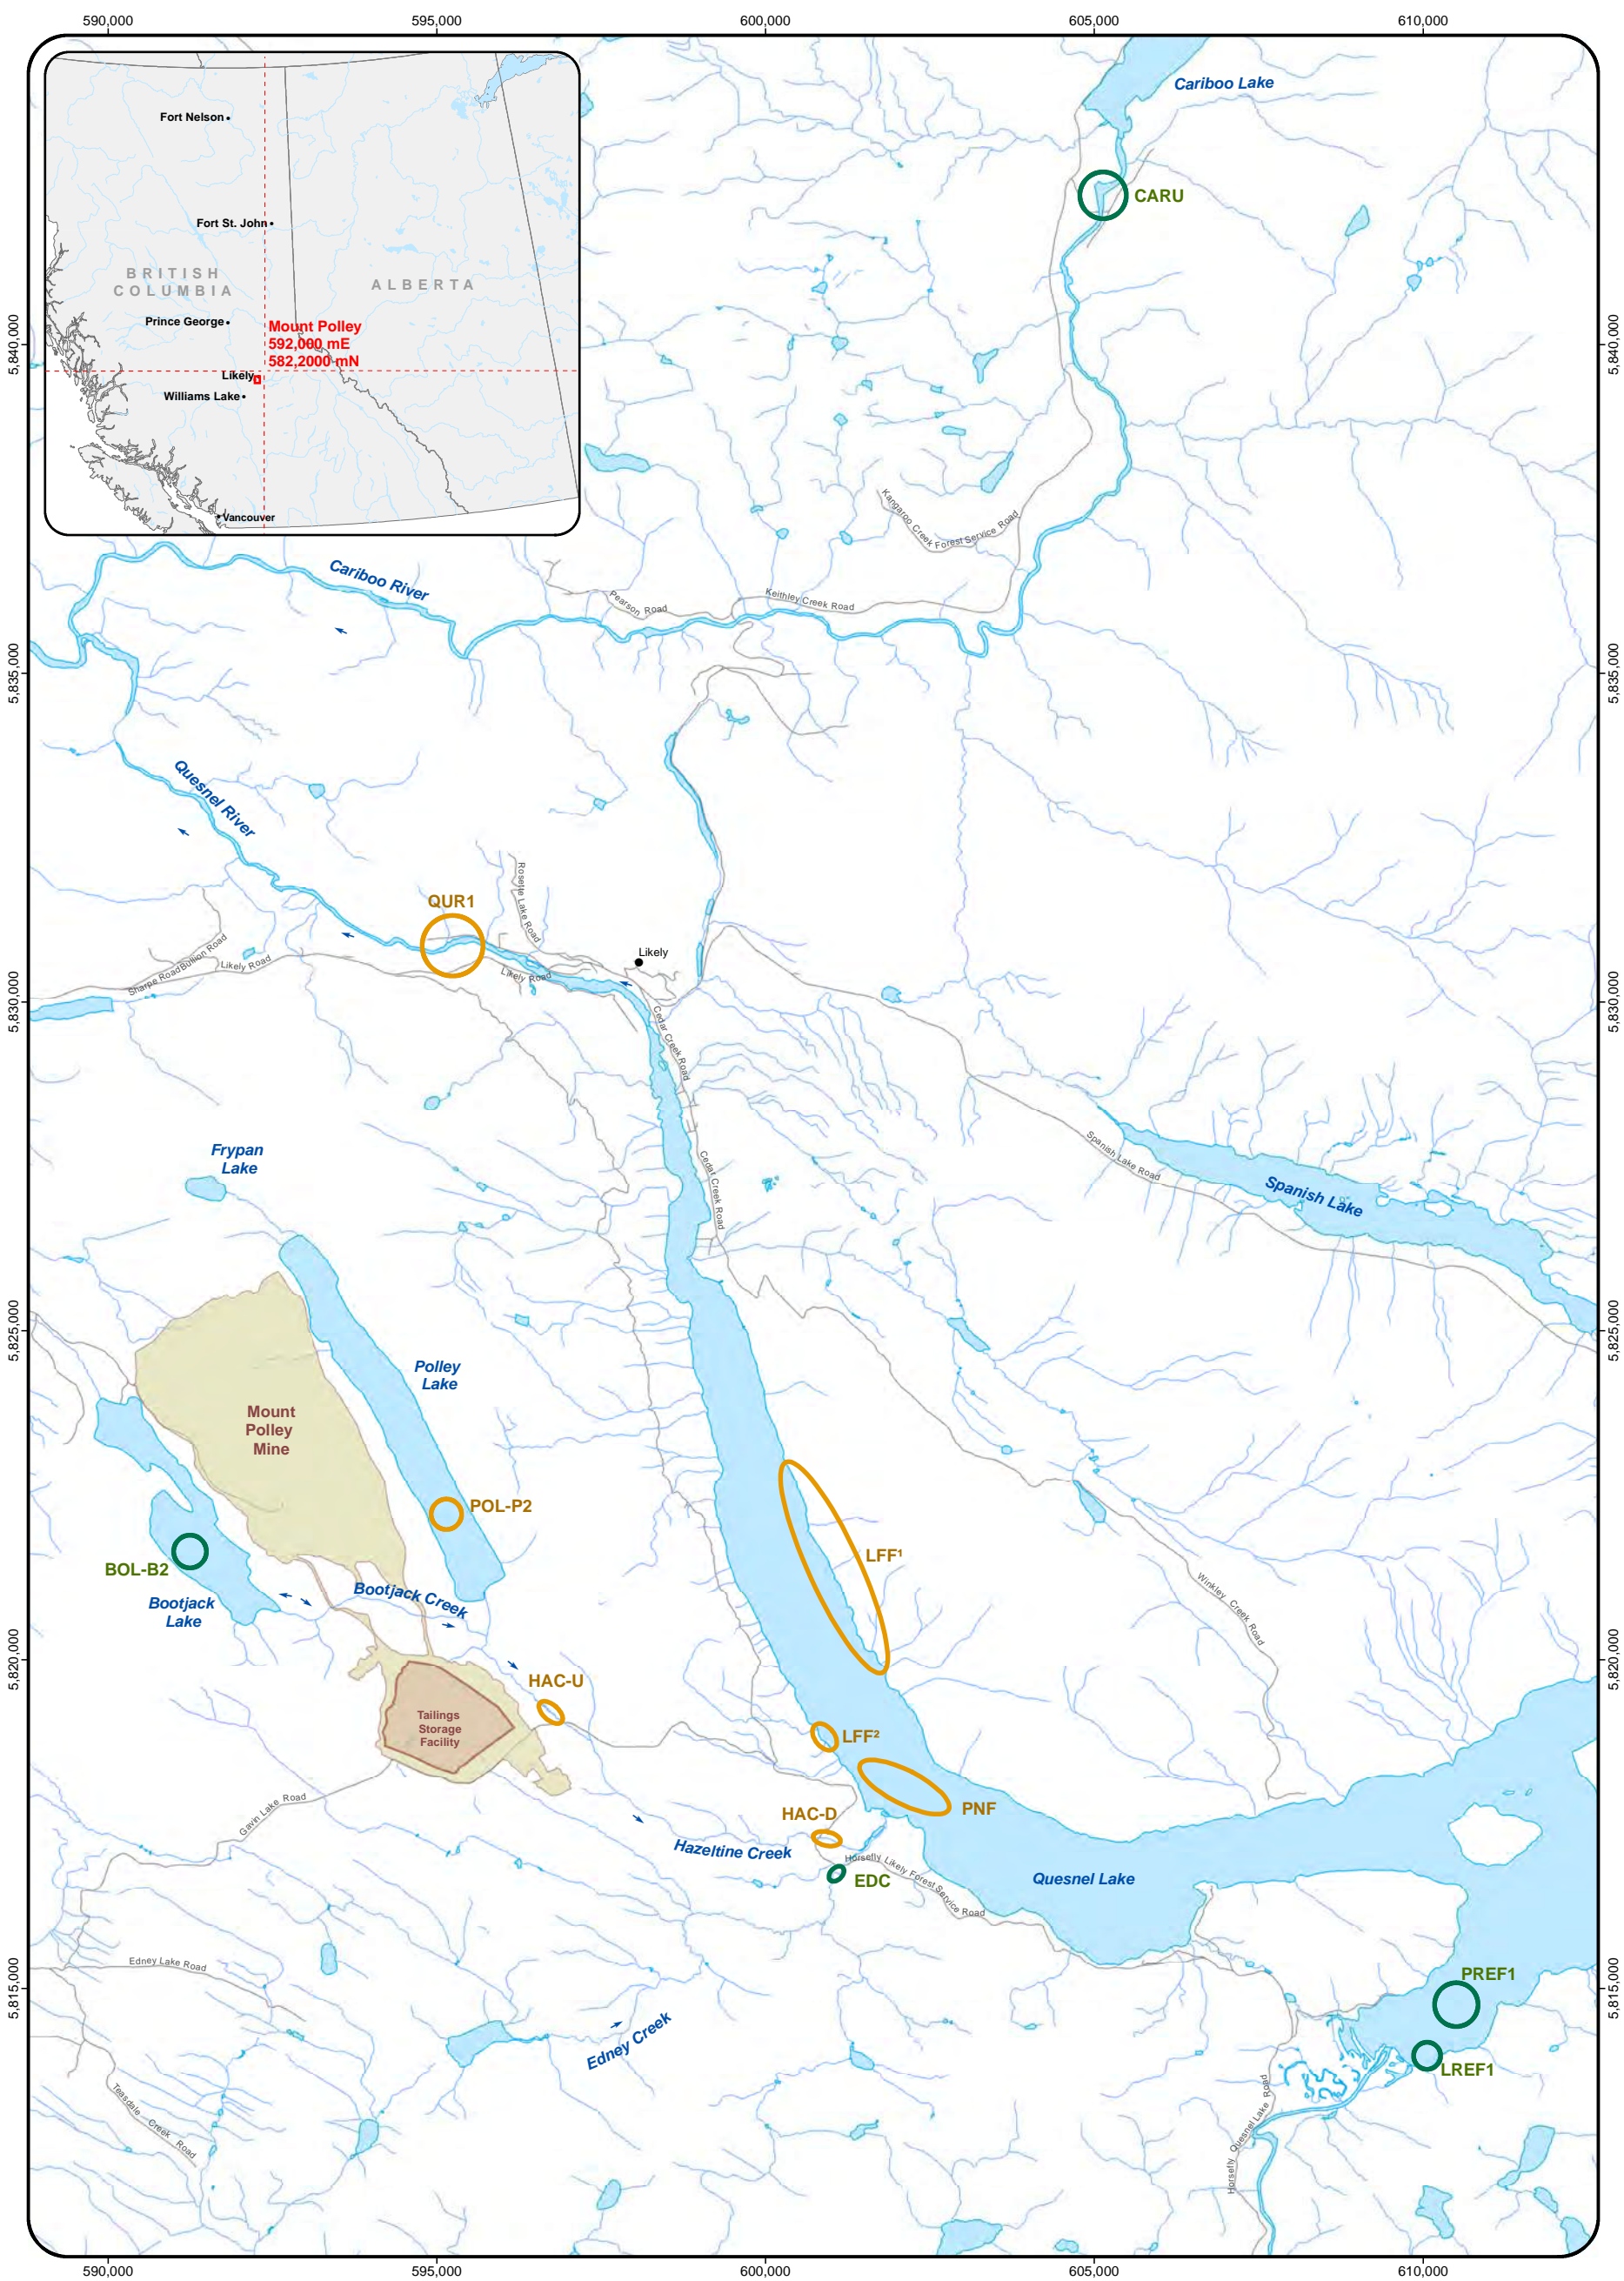 590,000
595,000
600,000
605,000
610,000
Cariboo Lake
Fort Nelson
CARU
Fort St. John
BRITISH
COLUMBIA
ALBERTA
Prince George
Mount Polley
592,000 mE
582,2000 mN
Likely
Williams Lake
Vancouver
5,840,000
5,840,000
Kangaroo Creek Forest Service Road
Cariboo River
Pearson Road
Keithley Creek Road
5,835,000
5,835,000
Quesnel River
Rosette Lake Road
QUR1
Likely
Sharpe Road
Bullion Road
Likely Road
Likely Road
5,830,000
5,830,000
Cedar Creek Road
Frypan
Lake
Cedar Creek Road
Spanish Lake Road
Spanish Lake
5,825,000
5,825,000
Polley
Lake
Mount
Polley
Mine
POL-P2
LFF¹
BOL-B2
Bootjack
Lake
Bootjack Creek
Winkley Creek Road
5,820,000
5,820,000
HAC-U
Tailings
Storage
Facility
LFF²
PNF
Gavin Lake Road
HAC-D
Hazeltine Creek
Horsefly Likely Forest Service Road
EDC
Quesnel Lake
Edney Lake Road
PREF1
5,815,000
5,815,000
Edney Creek
LREF1
Teasdale Creek Road
Horsefly Quesnel Lake Road
590,000
595,000
600,000
605,000
610,000